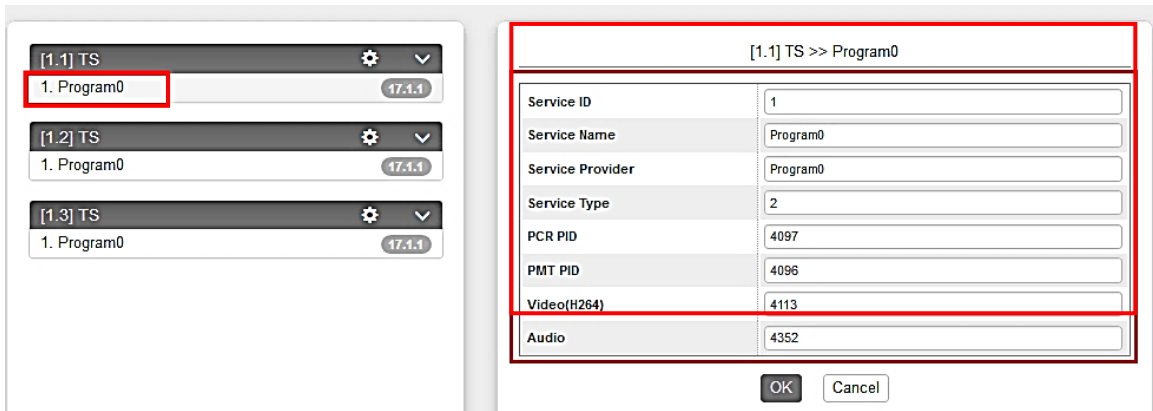 [1.1] TS
1. Program0 17.1.1
[1.2] TS
1. Program0 17.1.1
[1.3] TS
1. Program0 17.1.1
[1.1] TS >> Program0
Service ID 1
Service Name Program0
Service Provider Program0
Service Type 2
PCR PID 4097
PMT PID 4096
Video(H264) 4113
Audio 4352
OK Cancel